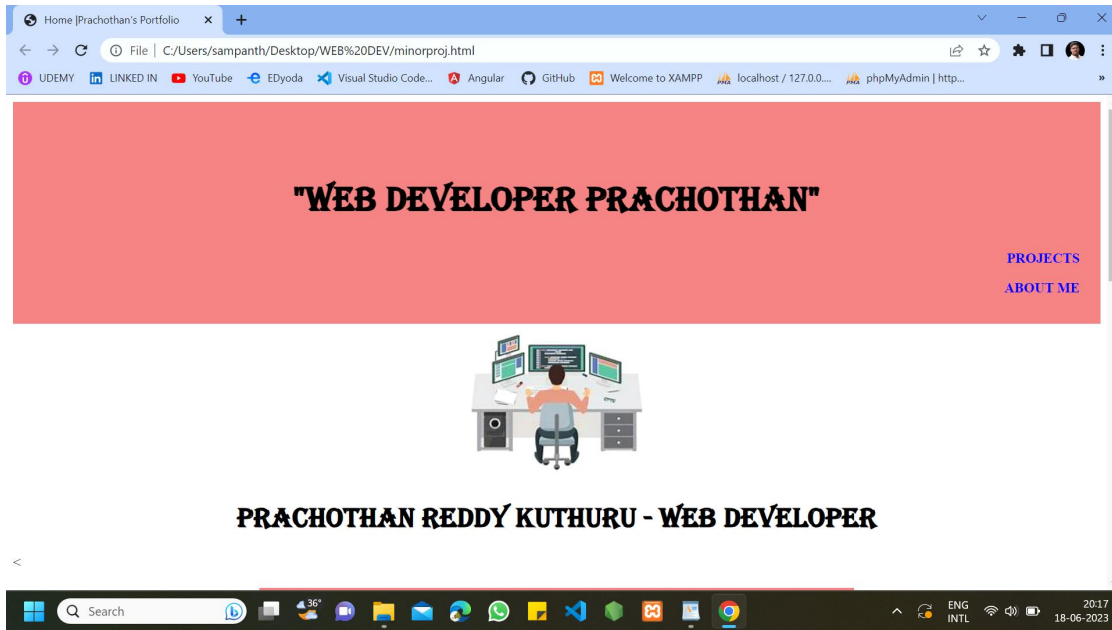 Home |Prachothan's Portfolio
File | C:/Users/sampanth/Desktop/WEB%20DEV/minorproj.html
UDEMY LINKED IN YouTube EDyoda Visual Studio Code... Angular GitHub Welcome to XAMPP localhost / 127.0.0.... phpMyAdmin | http... »
"WEB DEVELOPER PRACHOTHAN"
PROJECTS
ABOUT ME
PRACHOTHAN REDDY KUTHURU - WEB DEVELOPER
<
Search 36° ENG 20:17
INTL 18-06-2023